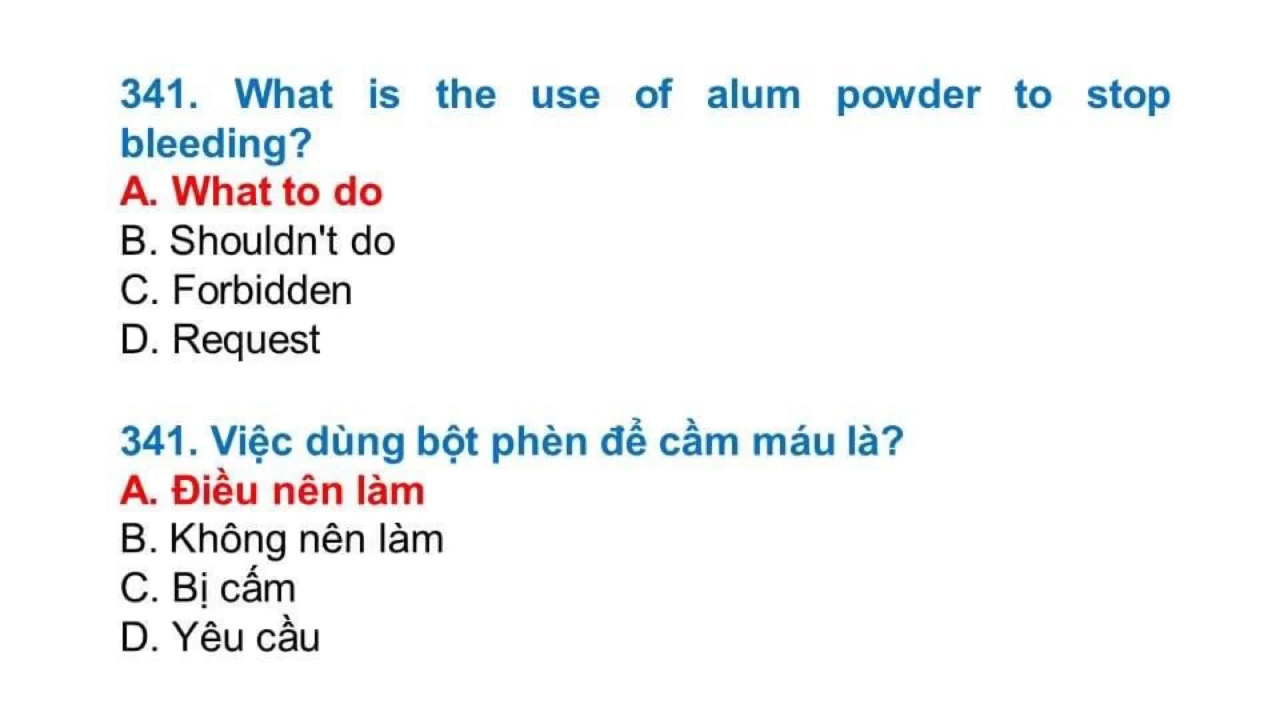 341. What is the use of alum powder to stop
bleeding?
A. What to do
B. Shouldn't do
C. Forbidden
D. Request
341. Việc dùng bột phèn để cầm máu là?
A. Điều nên làm
B. Không nên làm
C. Bị cấm
D. Yêu cầu